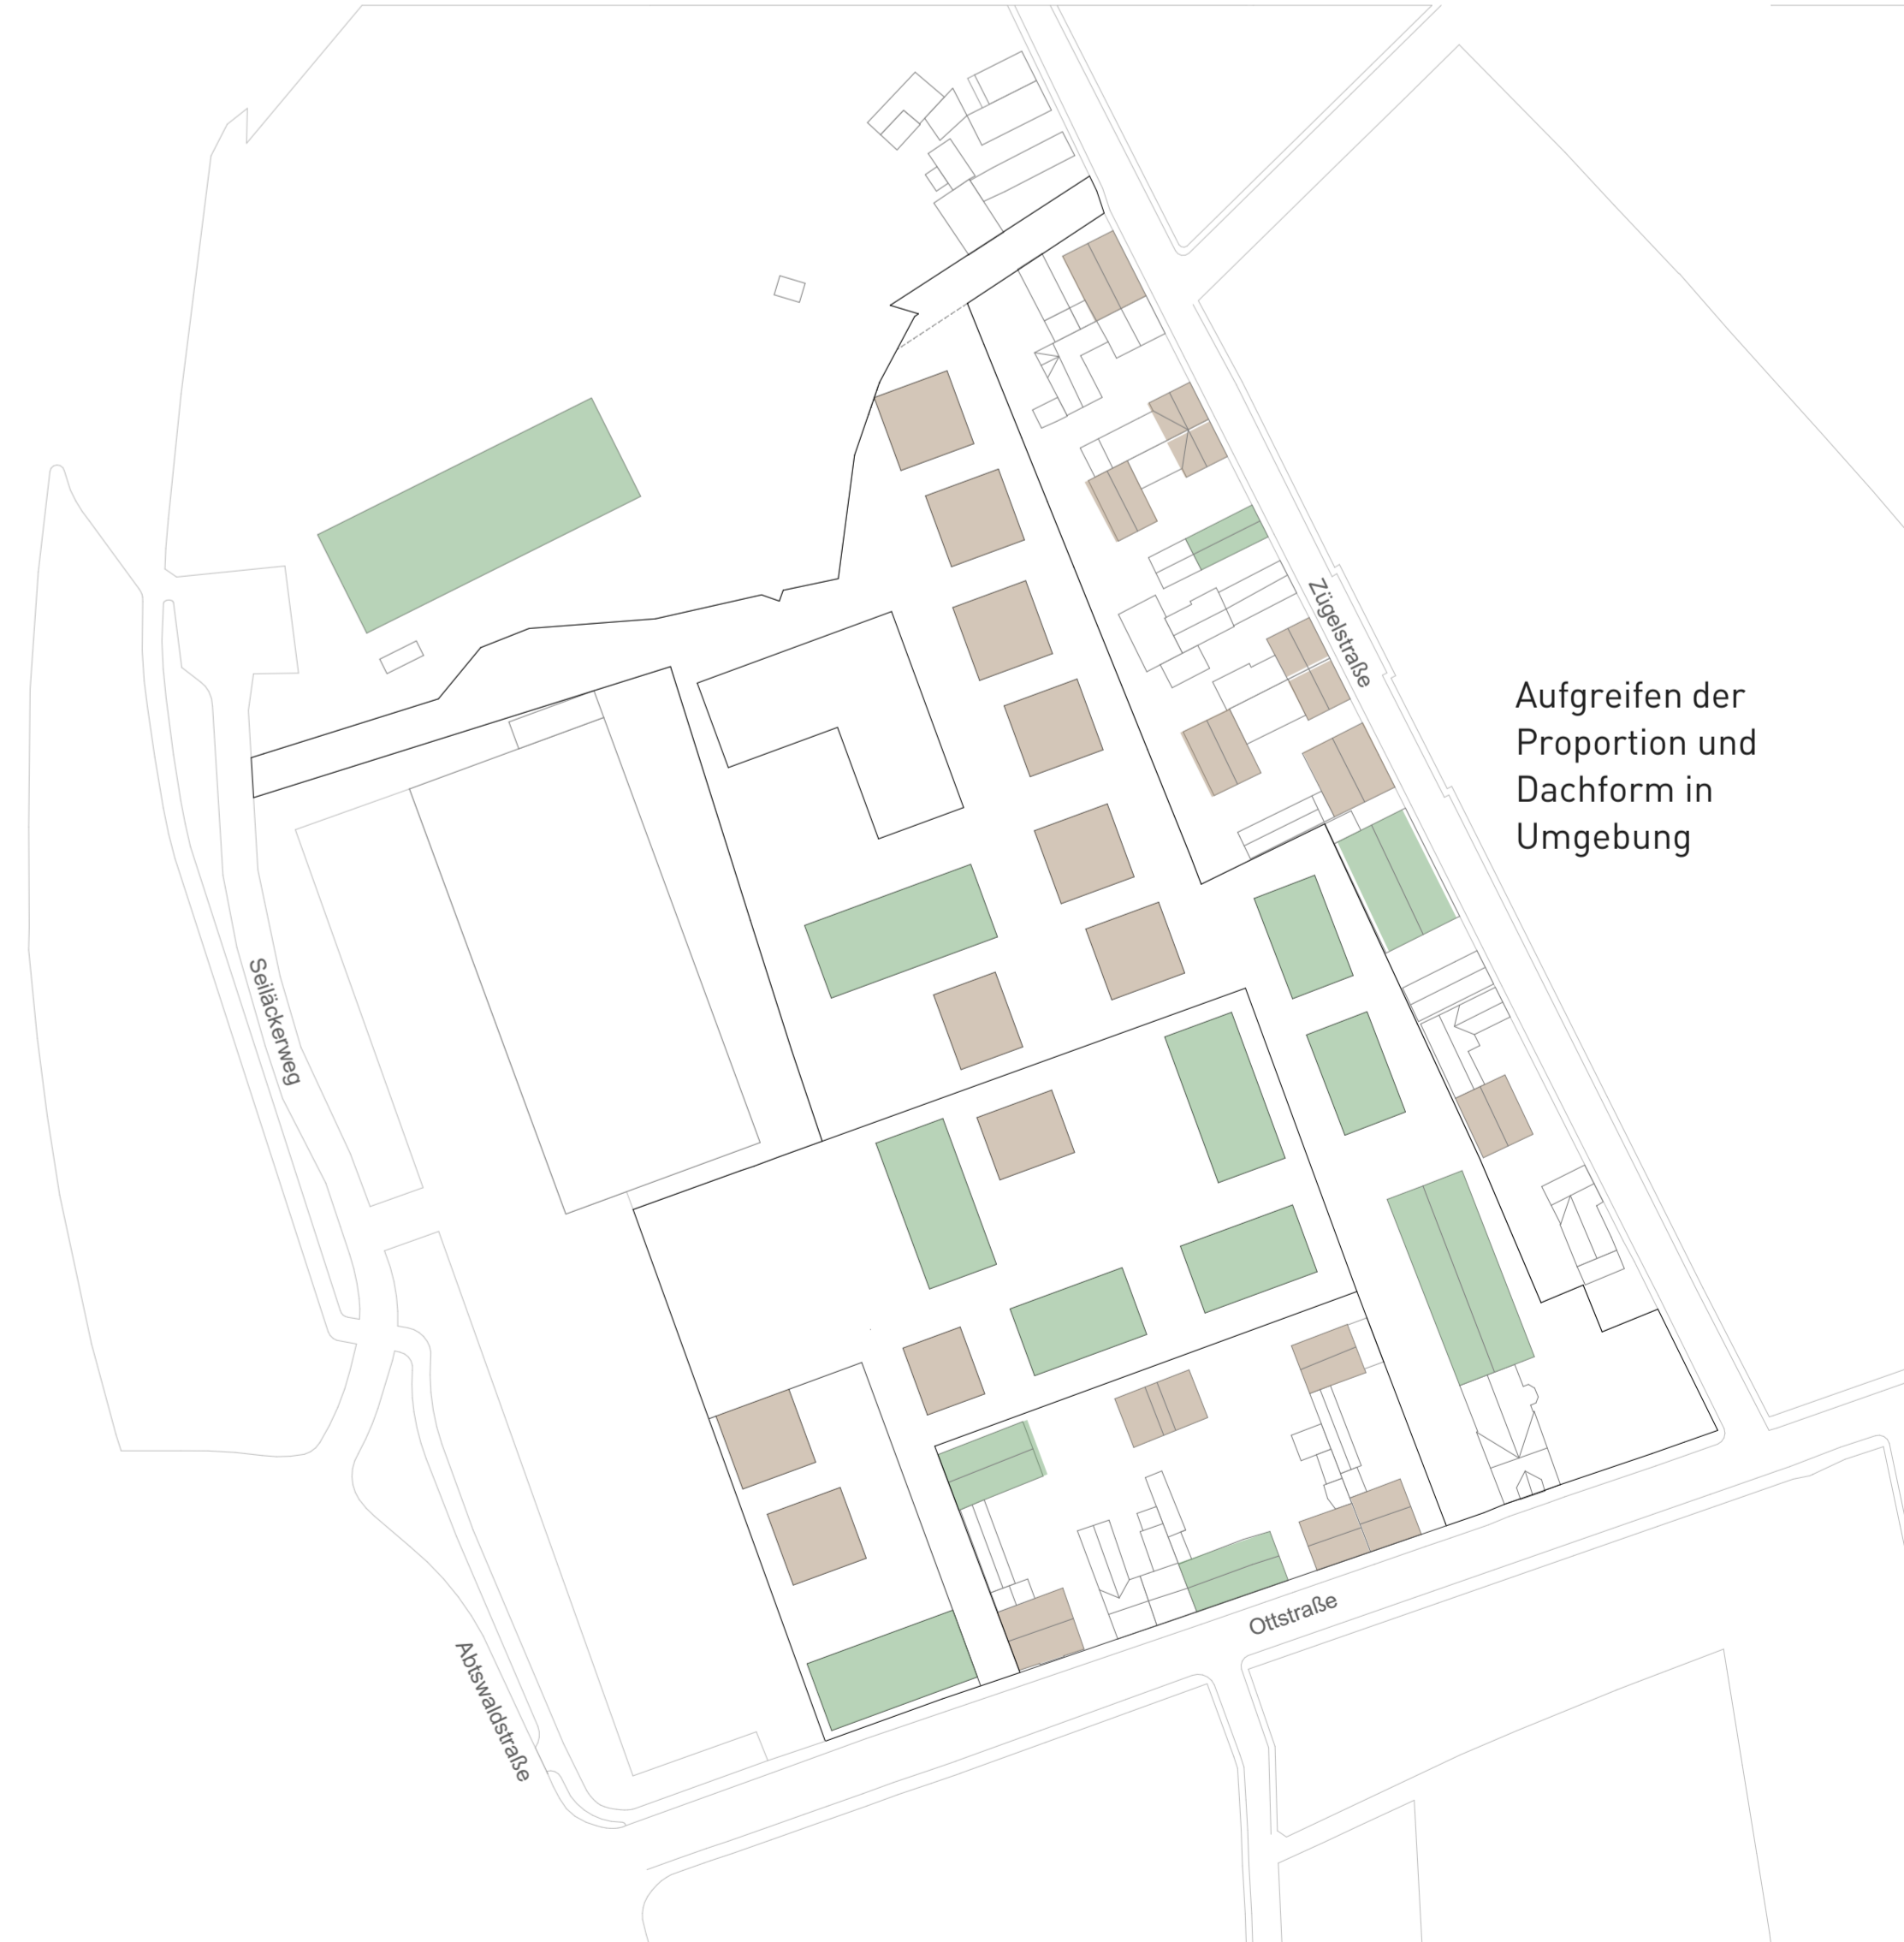 Zügelstraße
Aufgreifen der
Proportion und
Dachform in
Umgebung
Seiläckerweg
Ottstraße
Abtswaldstraße